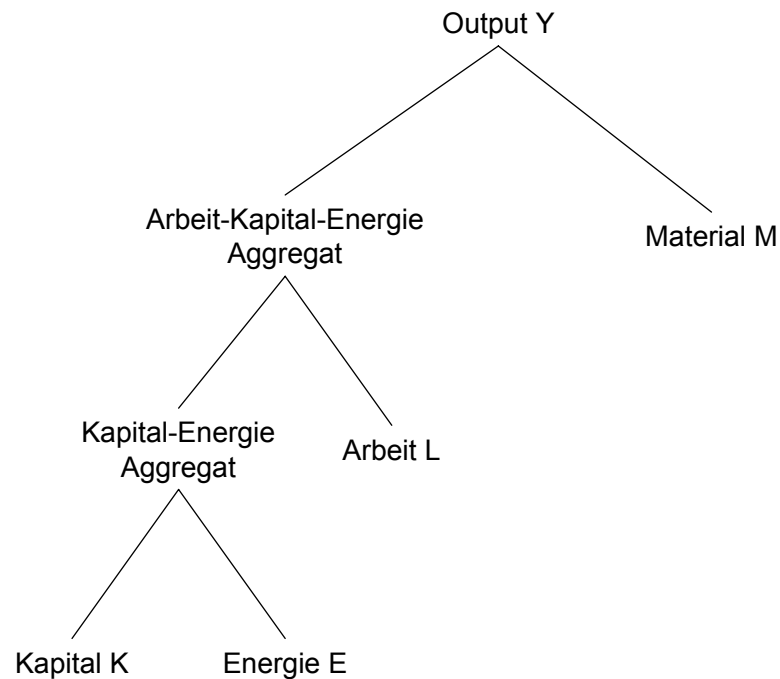 Output Y
Arbeit-Kapital-Energie
Aggregat
Material M
Kapital-Energie
Aggregat
Arbeit L
Kapital K
Energie E